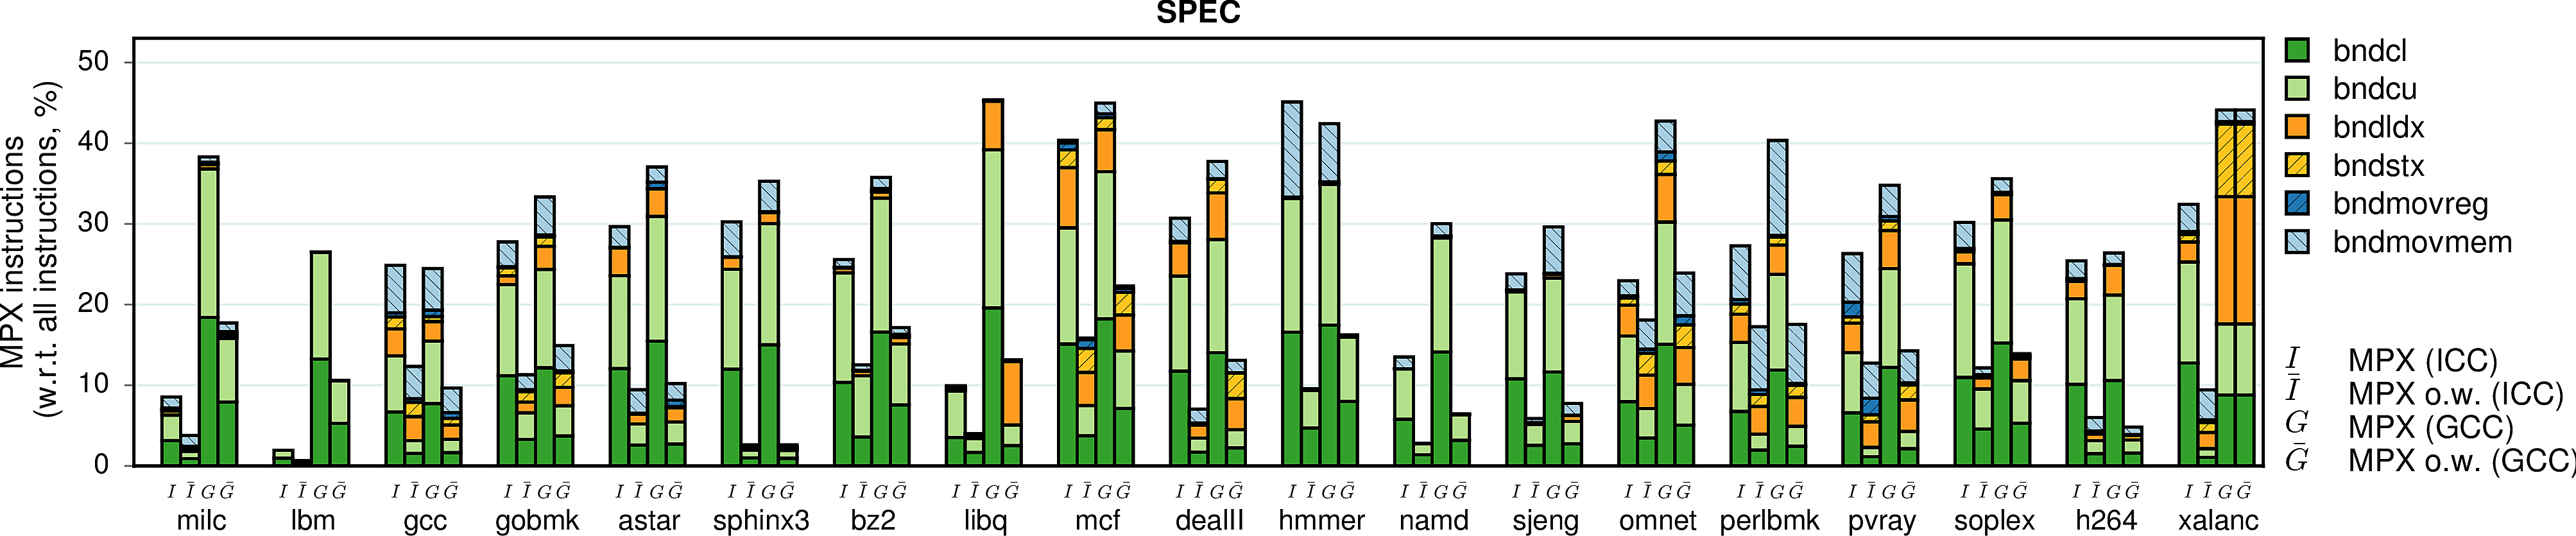 SPEC
MPX instructions
(w.r.t. all instructions, %)
50
40
30
20
10
0
I Ī G Ḡ I Ī G Ḡ I Ī G Ḡ I Ī G Ḡ I Ī G Ḡ I Ī G Ḡ I Ī G Ḡ I Ī G Ḡ I Ī G Ḡ I Ī G Ḡ I Ī G Ḡ I Ī G Ḡ I Ī G Ḡ I Ī G Ḡ I Ī G Ḡ I Ī G Ḡ I Ī G Ḡ I Ī G Ḡ I Ī G Ḡ
milc lbm gcc gobmk astar sphinx3 bz2 libq mcf dealII hmmer namd sjeng omnet perlbmk pvray soplex h264 xalanc
bndcl
bndcu
bndldx
bndstx
bndmovreg
bndmovmem
I MPX (ICC)
Ī MPX o.w. (ICC)
G MPX (GCC)
Ḡ MPX o.w. (GCC)